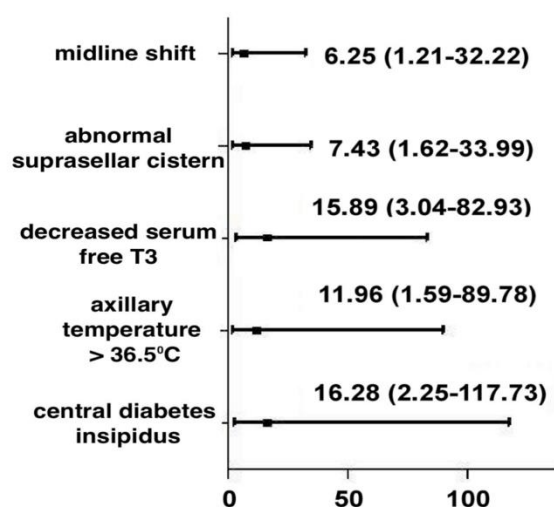 midline shift
6.25 (1.21-32.22)
abnormal
suprasellar cistern
7.43 (1.62-33.99)
15.89 (3.04-82.93)
decreased serum
free T3
11.96 (1.59-89.78)
axillary
temperature
> 36.5⁰C
16.28 (2.25-117.73)
central diabetes
insipidus
0 50 100